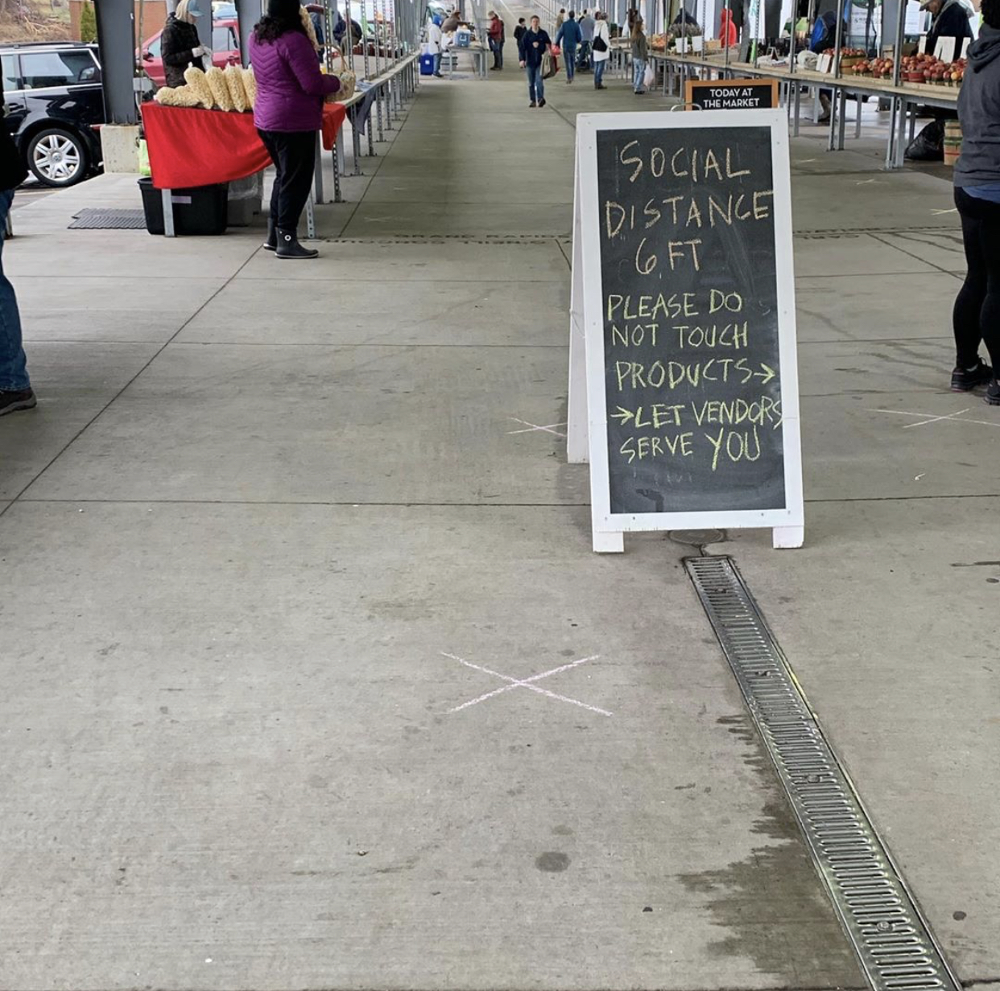 TODAY AT
THE MARKET
SOCIAL
DISTANCE
6 FT
PLEASE DO
NOT TOUCH
PRODUCTS→
→LET VENDORS
SERVE YOU